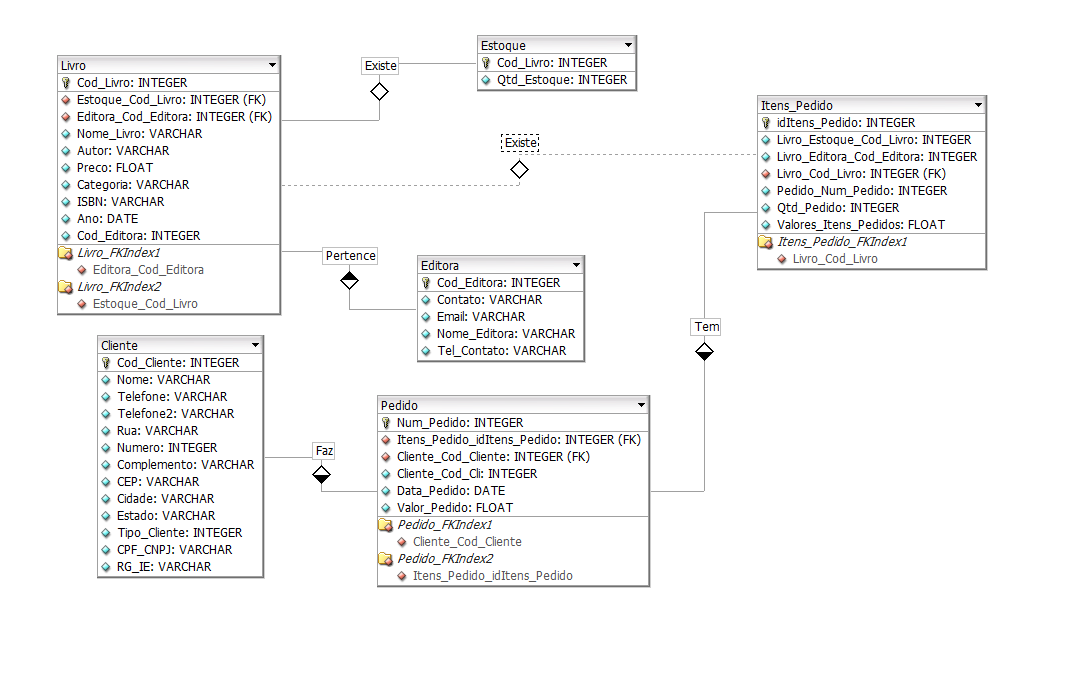 Livro
Cod_Livro: INTEGER
Estoque_Cod_Livro: INTEGER (FK)
Editora_Cod_Editora: INTEGER (FK)
Nome_Livro: VARCHAR
Autor: VARCHAR
Preco: FLOAT
Categoria: VARCHAR
ISBN: VARCHAR
Ano: DATE
Cod_Editora: INTEGER
Livro_FKIndex1
Editora_Cod_Editora
Livro_FKIndex2
Estoque_Cod_Livro
Existe
Estoque
Cod_Livro: INTEGER
Qtd_Estoque: INTEGER
Existe
Itens_Pedido
idItens_Pedido: INTEGER
Livro_Estoque_Cod_Livro: INTEGER
Livro_Editora_Cod_Editora: INTEGER
Livro_Cod_Livro: INTEGER (FK)
Pedido_Num_Pedido: INTEGER
Qtd_Pedido: INTEGER
Valores_Itens_Pedidos: FLOAT
Itens_Pedido_FKIndex1
Livro_Cod_Livro
Pertence
Editora
Cod_Editora: INTEGER
Contato: VARCHAR
Email: VARCHAR
Nome_Editora: VARCHAR
Tel_Contato: VARCHAR
Tem
Cliente
Cod_Cliente: INTEGER
Nome: VARCHAR
Telefone: VARCHAR
Telefone2: VARCHAR
Rua: VARCHAR
Numero: INTEGER
Complemento: VARCHAR
CEP: VARCHAR
Cidade: VARCHAR
Estado: VARCHAR
Tipo_Cliente: INTEGER
CPF_CNPJ: VARCHAR
RG_IE: VARCHAR
Faz
Pedido
Num_Pedido: INTEGER
Itens_Pedido_idItens_Pedido: INTEGER (FK)
Cliente_Cod_Cliente: INTEGER (FK)
Cliente_Cod_Cli: INTEGER
Data_Pedido: DATE
Valor_Pedido: FLOAT
Pedido_FKIndex1
Cliente_Cod_Cliente
Pedido_FKIndex2
Itens_Pedido_idItens_Pedido